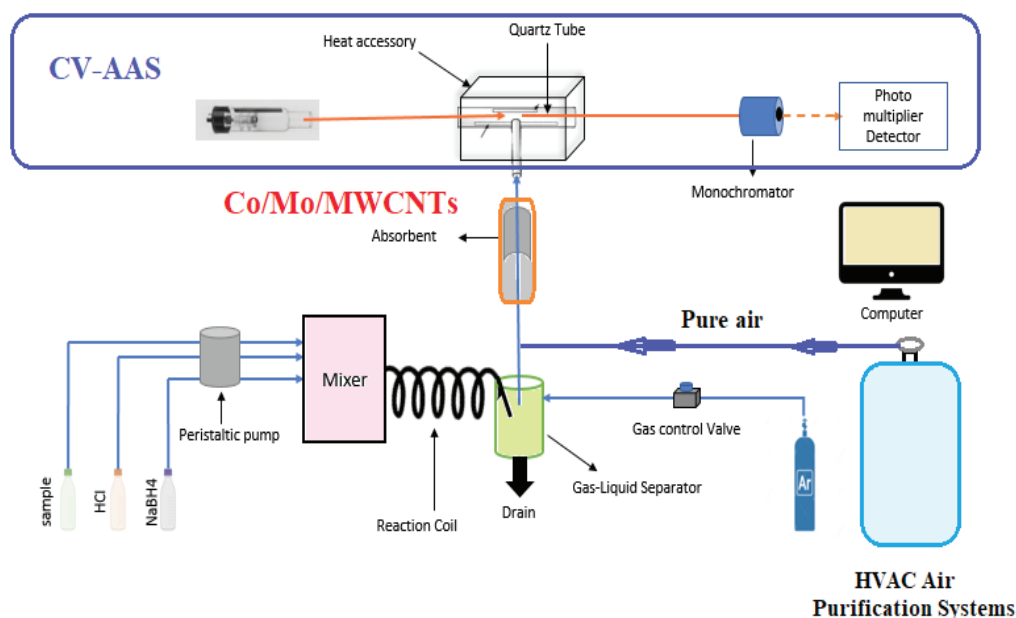 CV-AAS
Heat accessory
Quartz Tube
Photo
multiplier
Detector
Monochromator
Co/Mo/MWCNTs
Absorbent
Computer
Pure air
Mixer
Peristaltic pump
Gas control Valve
sample
HCl
NaBH4
Reaction Coil
Drain
Gas-Liquid Separator
Ar
HVAC Air
Purification Systems